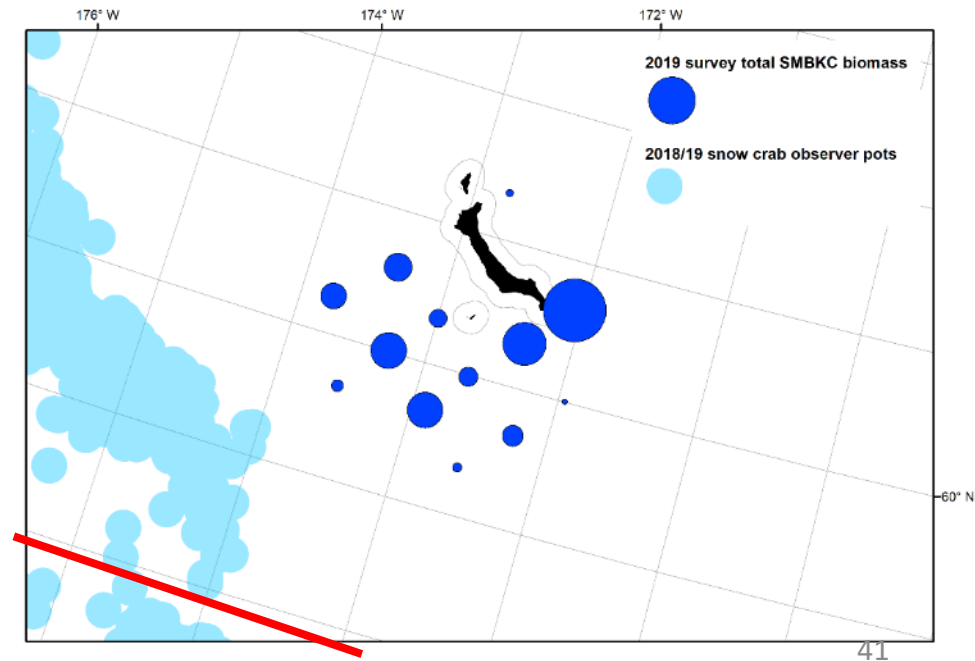 176° W
174° W
172° W
2019 survey total SMBKC biomass
2018/19 snow crab observer pots
60° N
41